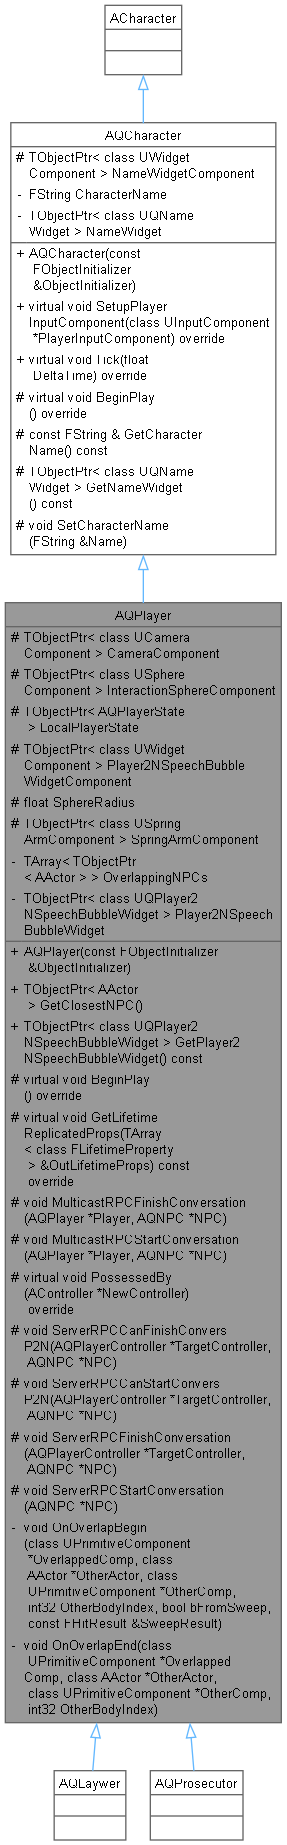 ACharacter
AQCharacter
# TObjectPtr< class UWidget
Component > NameWidgetComponent
- FString CharacterName
- TObjectPtr< class UQName
Widget > NameWidget
+ AQCharacter(const
FObjectInitializer
&ObjectInitializer)
+ virtual void SetupPlayer
InputComponent(class UInputComponent
*PlayerInputComponent) override
+ virtual void Tick(float
DeltaTime) override
# virtual void BeginPlay
() override
# const FString & GetCharacter
Name() const
# TObjectPtr< class UQName
Widget > GetNameWidget
() const
# void SetCharacterName
(FString &Name)
AQPlayer
# TObjectPtr< class UCamera
Component > CameraComponent
# TObjectPtr< class USphere
Component > InteractionSphereComponent
# TObjectPtr< AQPlayerState
> LocalPlayerState
# TObjectPtr< class UWidget
Component > Player2NSpeechBubble
WidgetComponent
# float SphereRadius
# TObjectPtr< class USpring
ArmComponent > SpringArmComponent
- TArray< TObjectPtr
< AActor > > OverlappingNPCs
- TObjectPtr< class UQPlayer2
NSpeechBubbleWidget > Player2NSpeech
BubbleWidget
+ AQPlayer(const FObjectInitializer
&ObjectInitializer)
+ TObjectPtr< AActor
> GetClosestNPC()
+ TObjectPtr< class UQPlayer2
NSpeechBubbleWidget > GetPlayer2
NSpeechBubbleWidget() const
# virtual void BeginPlay
() override
# virtual void GetLifetime
ReplicatedProps(TArray
< class FLifetimeProperty
> &OutLifetimeProps) const
override
# void MulticastRPCFinishConversation
(AQPlayer *Player, AQNPC *NPC)
# void MulticastRPCStartConversation
(AQPlayer *Player, AQNPC *NPC)
# virtual void PossessedBy
(AController *NewController)
override
# void ServerRPCCanFinishConvers
P2N(AQPlayerController *TargetController,
AQNPC *NPC)
# void ServerRPCCanStartConvers
P2N(AQPlayerController *TargetController,
AQNPC *NPC)
# void ServerRPCFinishConversation
(AQPlayerController *TargetController,
AQNPC *NPC)
# void ServerRPCStartConversation
(AQNPC *NPC)
- void OnOverlapBegin
(class UPrimitiveComponent
*OverlappedComp, class
AActor *OtherActor, class
UPrimitiveComponent *OtherComp,
int32 OtherBodyIndex, bool bFromSweep,
const FHitResult &SweepResult)
- void OnOverlapEnd(class
UPrimitiveComponent *Overlapped
Comp, class AActor *OtherActor,
class UPrimitiveComponent *OtherComp,
int32 OtherBodyIndex)
AQLaywer
AQProsecutor